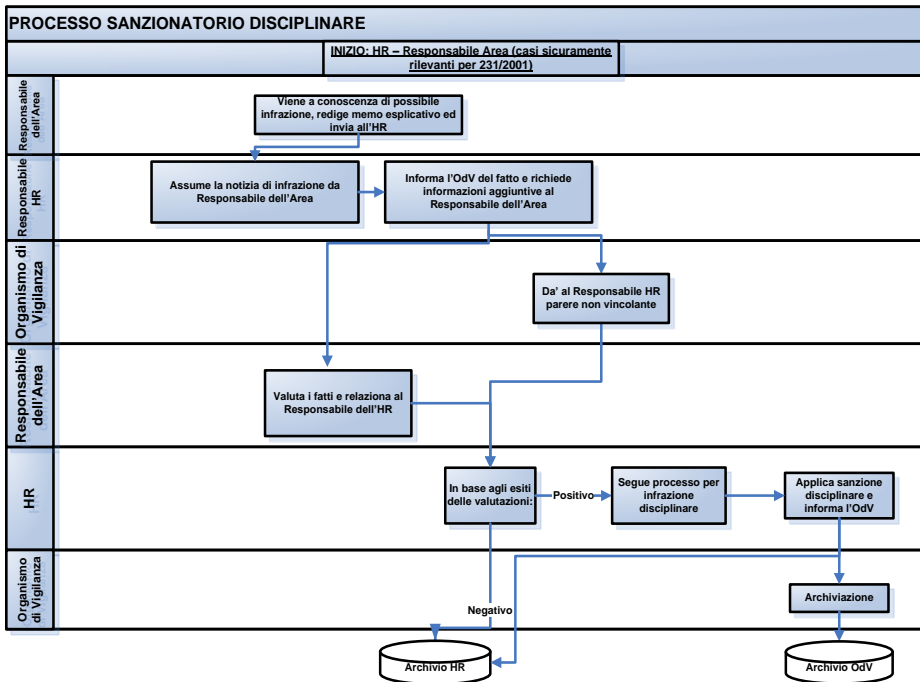 PROCESSO SANZIONATORIO DISCIPLINARE
INIZIO: HR – Responsabile Area (casi sicuramente
rilevanti per 231/2001)
Responsabile
dell'Area
Viene a conoscenza di possibile
infrazione, redige memo esplicativo ed
invia all'HR
Responsabile
HR
Assume la notizia di infrazione da
Responsabile dell'Area
Informa l'OdV del fatto e richiede
informazioni aggiuntive al
Responsabile dell'Area
Organismo di
Vigilanza
Da' al Responsabile HR
parere non vincolante
Responsabile
dell'Area
Valuta i fatti e relaziona al
Responsabile dell'HR
HR
In base agli esiti
delle valutazioni:
Positivo
Segue processo per
infrazione
disciplinare
Applica sanzione
disciplinare e
informa l'OdV
Organismo
di Vigilanza
Archiviazione
Negativo
Archivio HR
Archivio OdV